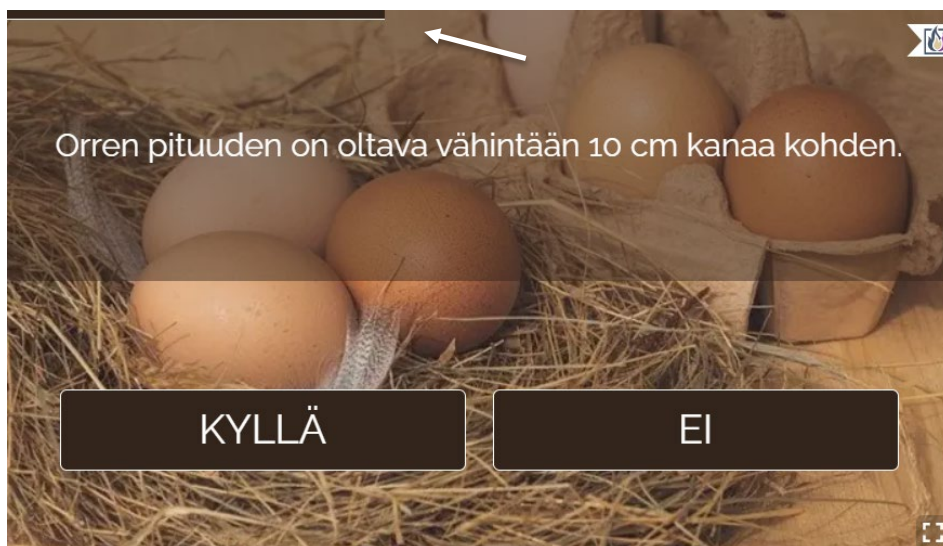 Orren pituuden on oltava vähintään 10 cm kanaa kohden.
KYLLÄ
EI